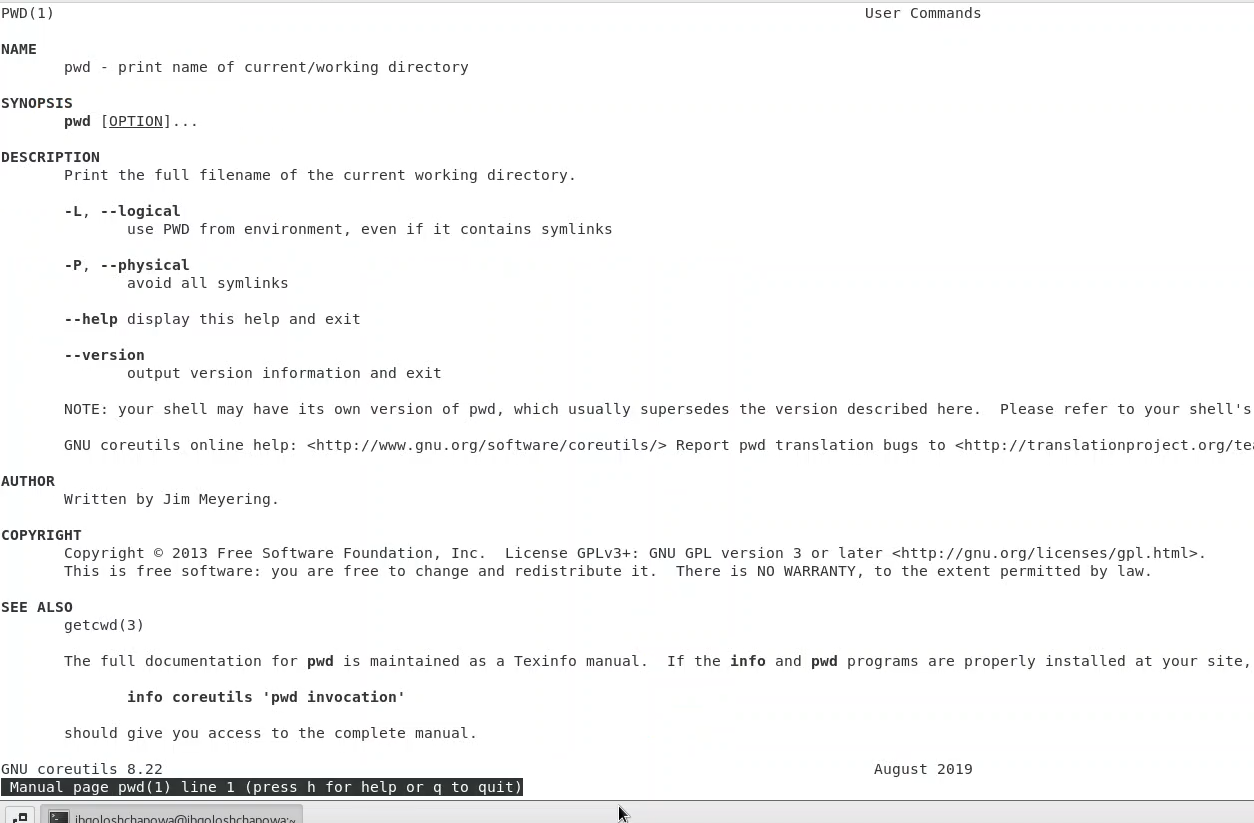 PWD(1) User Commands
NAME
pwd - print name of current/working directory
SYNOPSIS
pwd [OPTION]...
DESCRIPTION
Print the full filename of the current working directory.
-L, --logical
use PWD from environment, even if it contains symlinks
-P, --physical
avoid all symlinks
--help display this help and exit
--version
output version information and exit
NOTE: your shell may have its own version of pwd, which usually supersedes the version described here.  Please refer to your shell's
GNU coreutils online help: <http://www.gnu.org/software/coreutils/> Report pwd translation bugs to <http://translationproject.org/tea
AUTHOR
Written by Jim Meyering.
COPYRIGHT
Copyright © 2013 Free Software Foundation, Inc.  License GPLv3+: GNU GPL version 3 or later <http://gnu.org/licenses/gpl.html>.
This is free software: you are free to change and redistribute it.  There is NO WARRANTY, to the extent permitted by law.
SEE ALSO
getcwd(3)
The full documentation for pwd is maintained as a Texinfo manual.  If the info and pwd programs are properly installed at your site,
info coreutils 'pwd invocation'
should give you access to the complete manual.
GNU coreutils 8.22 August 2019
Manual page pwd(1) line 1 (press h for help or q to quit)
ibgoloshchapowa@ibgoloshchapowa:~